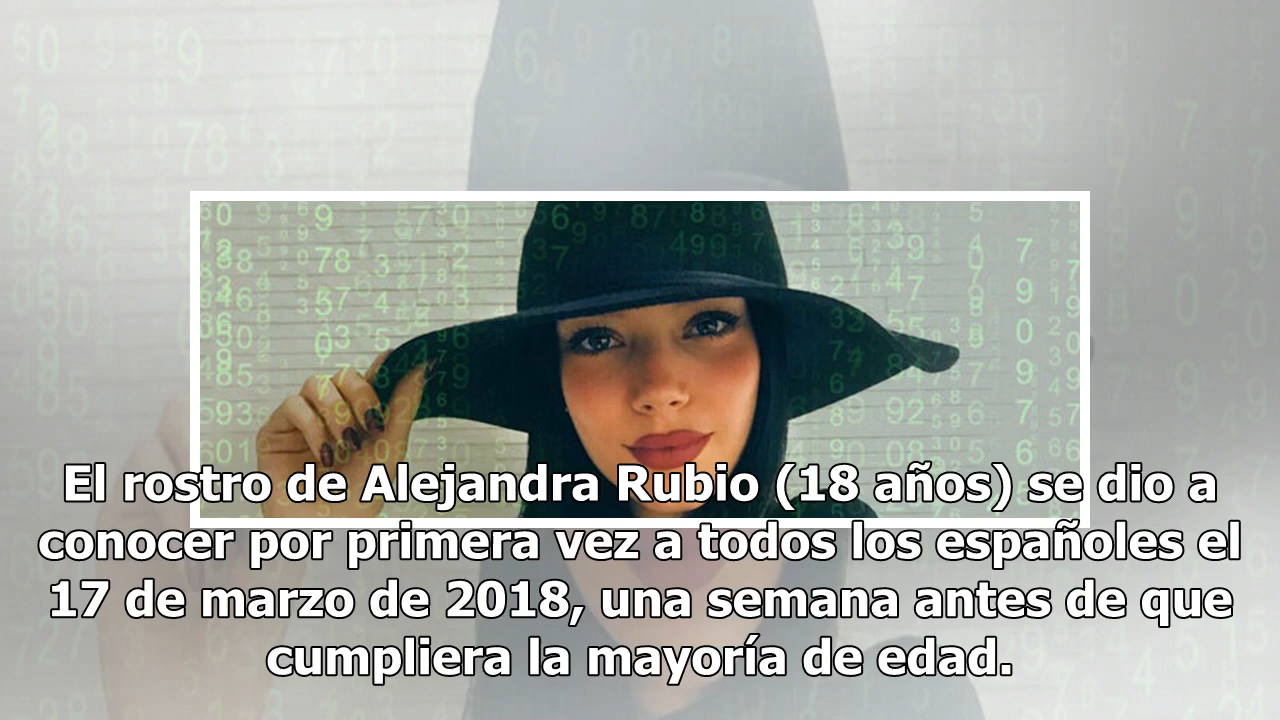 El rostro de Alejandra Rubio (18 años) se dio a
conocer por primera vez a todos los españoles el
17 de marzo de 2018, una semana antes de que
cumpliera la mayoría de edad.